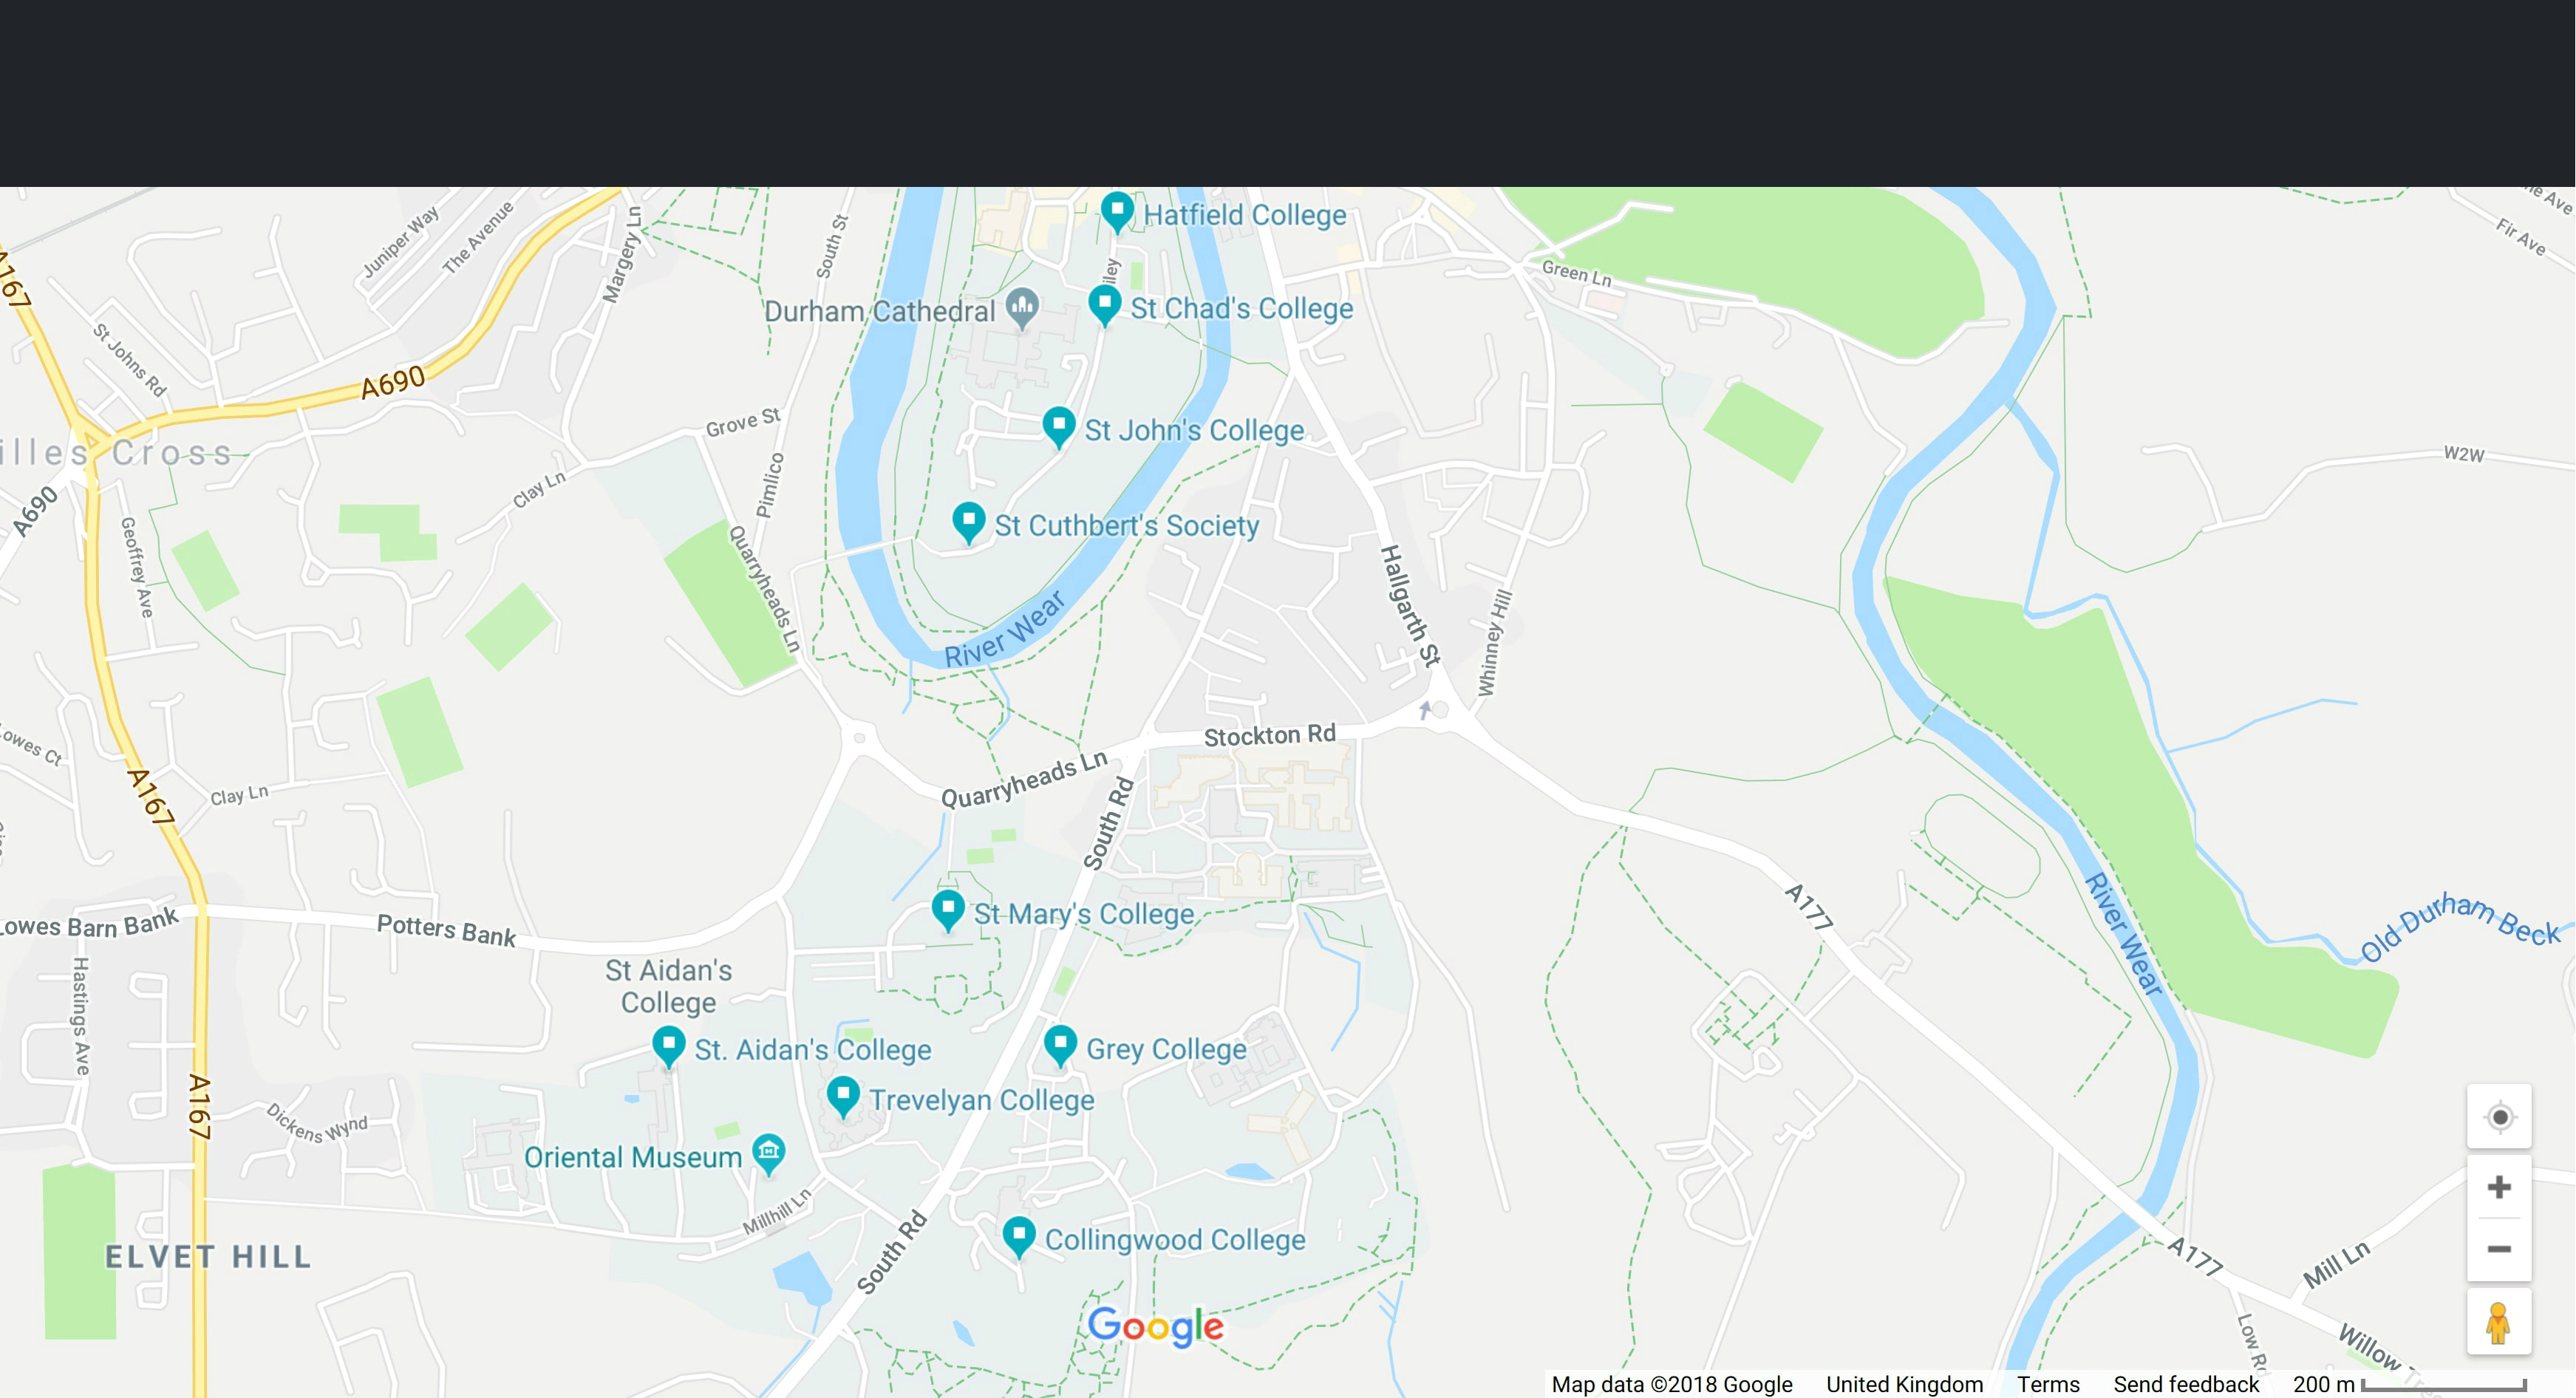 Hatfield College
Juniper Way
The Avenue
Margery Ln
South St
Fir Ave
A167
Green Ln
Durham Cathedral
St Chad's College
St Johns Rd
A690
Grove St
St John's College
illes Cross
W2W
Clay Ln
Pimlico
A690
St Cuthbert's Society
Geoffrey Ave
Quarryheads Ln
Hallgarth St
River Wear
Whinney Hill
Lowes Ct
Stockton Rd
Quarryheads Ln
A167
Clay Ln
South Rd
A177
River Wear
Old Durham Beck
Lowes Barn Bank
Potters Bank
St Mary's College
St Aidan's
College
Hastings Ave
St. Aidan's College
Grey College
A167
Trevelyan College
Dickens Wynd
Oriental Museum
Millhill Ln
South Rd
Collingwood College
ELVET HILL
A177
Mill Ln
Low Rd
Willow
Google
Map data ©2018 Google United Kingdom Terms Send feedback 200 m